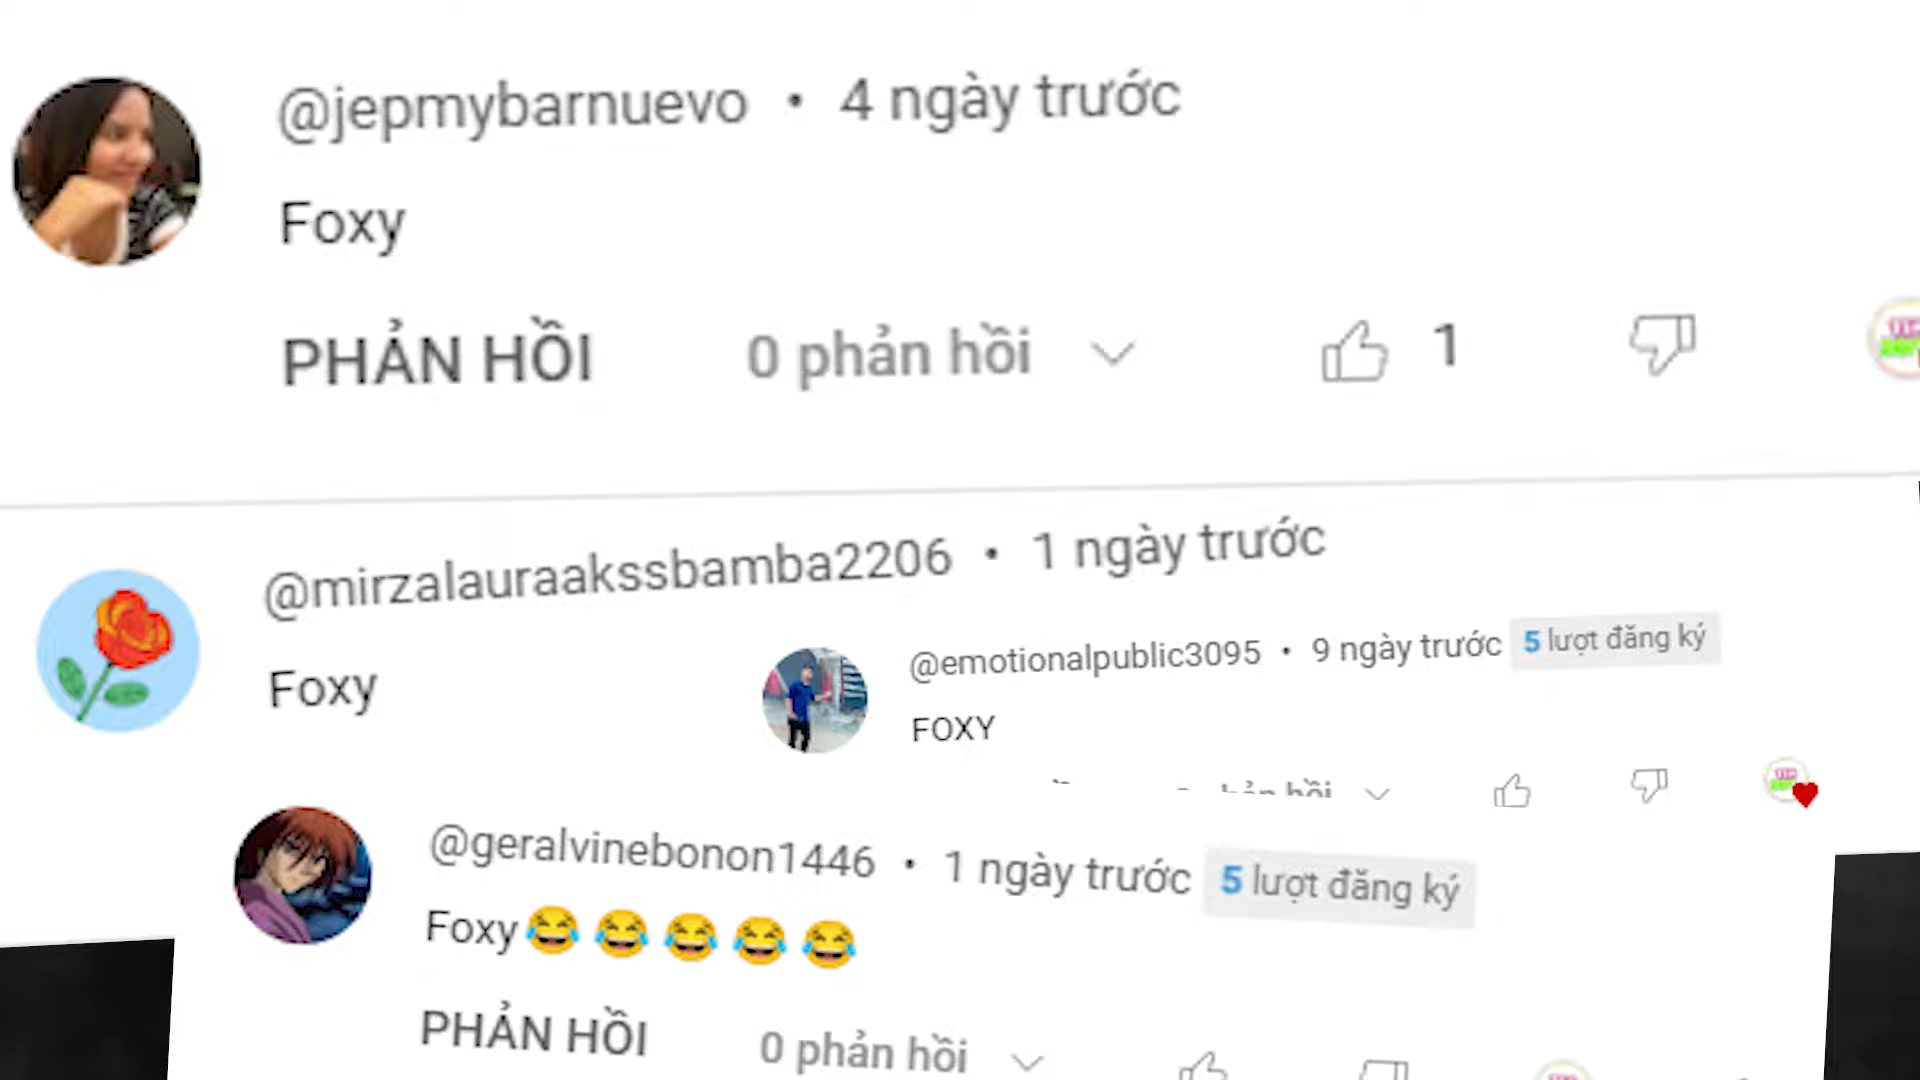 @jepmybarnuevo • 4 ngày trước
Foxy
PHẢN HỒI 0 phản hồi 1
@mirzalauraakssbamba2206 • 1 ngày trước
Foxy
@emotionalpublic3095 • 9 ngày trước 5 lượt đăng ký
FOXY
@geralvinebonon1446 • 1 ngày trước 5 lượt đăng ký
Foxy😂😂😂😂😂
PHẢN HỒI 0 phản hồi